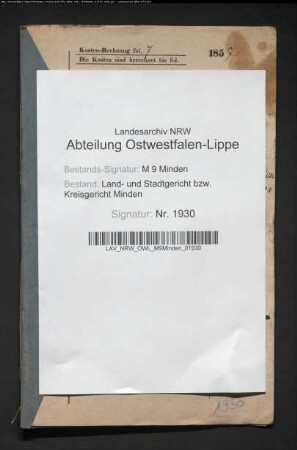 Kosten-Rechnung fol. 7
185
Die Kosten sind berechnet bis fol.
Landesarchiv NRW
Abteilung Ostwestfalen-Lippe
Bestands-Signatur: M 9 Minden
Bestand: Land- und Stadtgericht bzw.
Kreisgericht Minden
Signatur: Nr. 1930
LAV_NRW_OWL_M9Minden_01930
1930